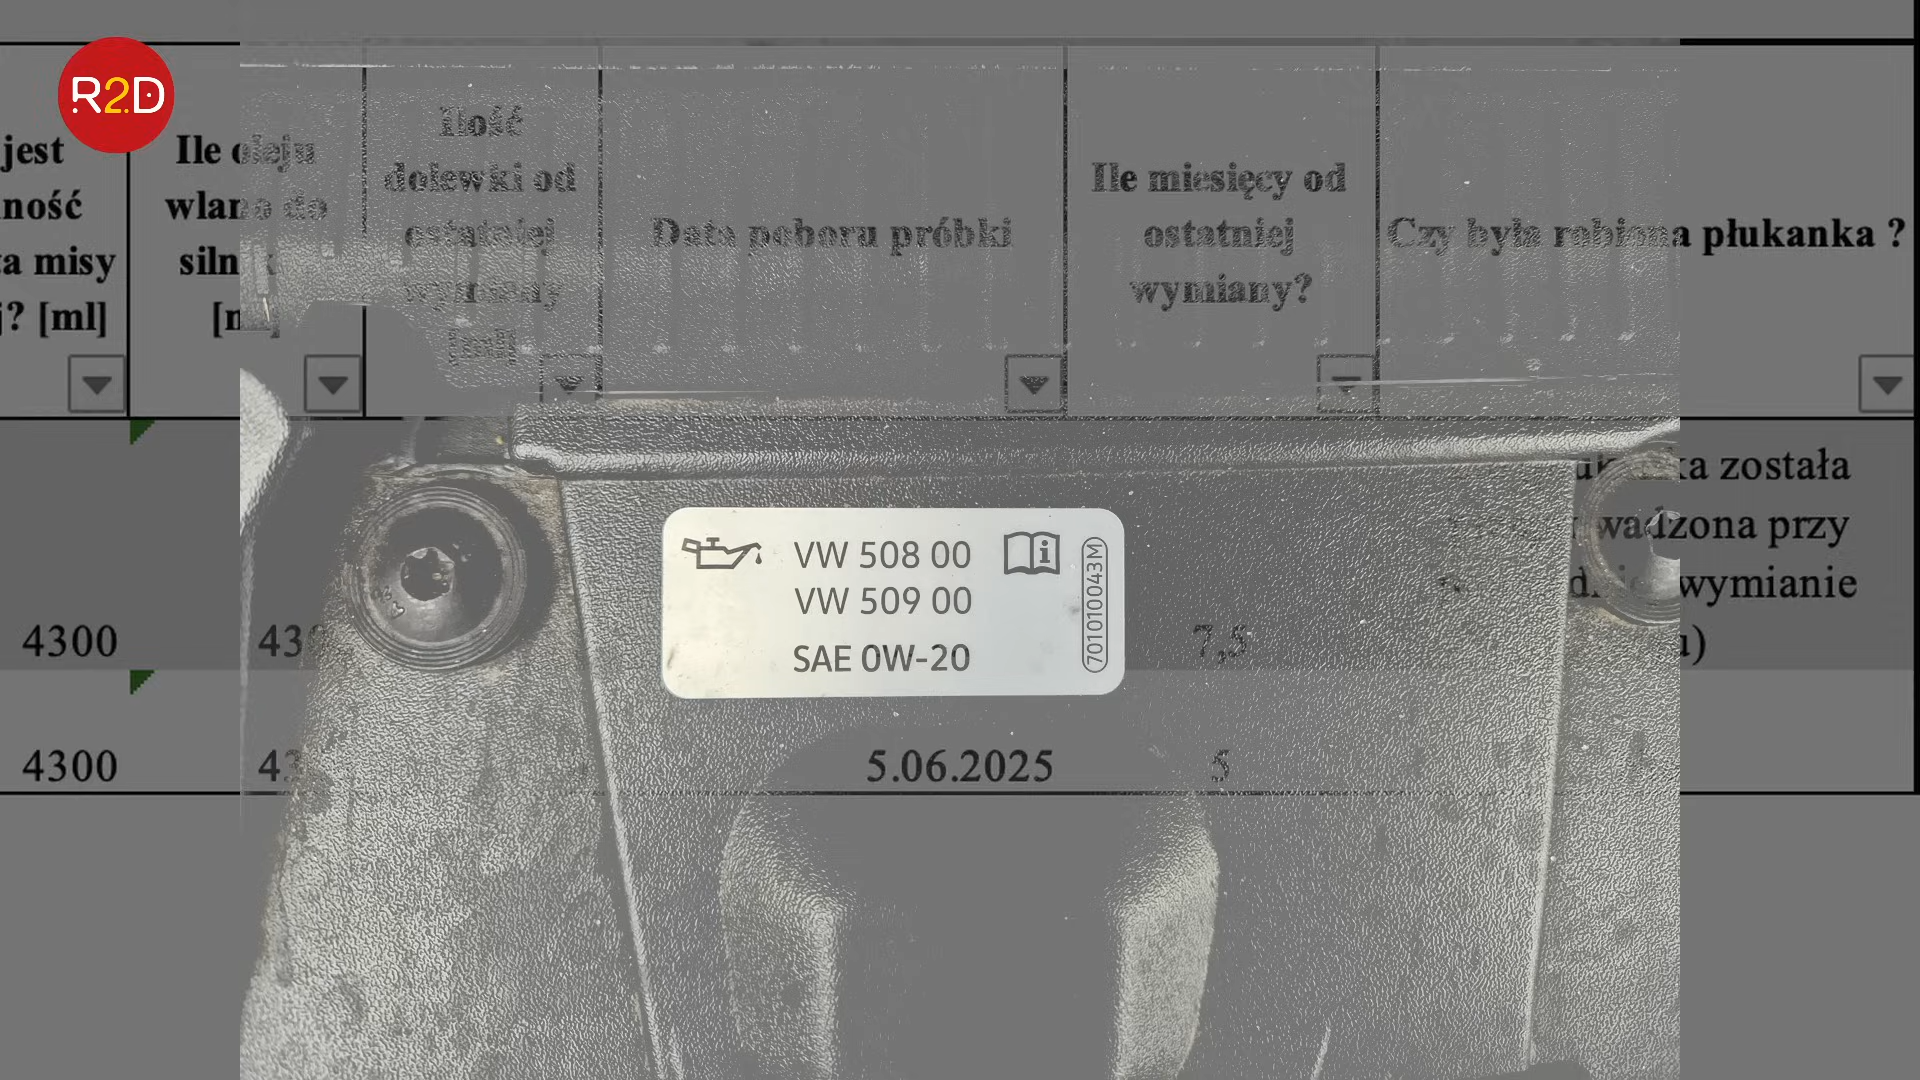 R2D
jest
ność
ta misy
j? [ml]
Ile oleju
wlano do
Ilość
dolewki od
ostatniej
wymiany
Data poboru próbki
Ile miesięcy od
ostatniej
wymiany?
Czy była robiona płukanka ?
została
wadzona przy
wymianie
VW 508 00
VW 509 00
SAE 0W-20
701010043M
4300
7,5
4300
5.06.2025
5